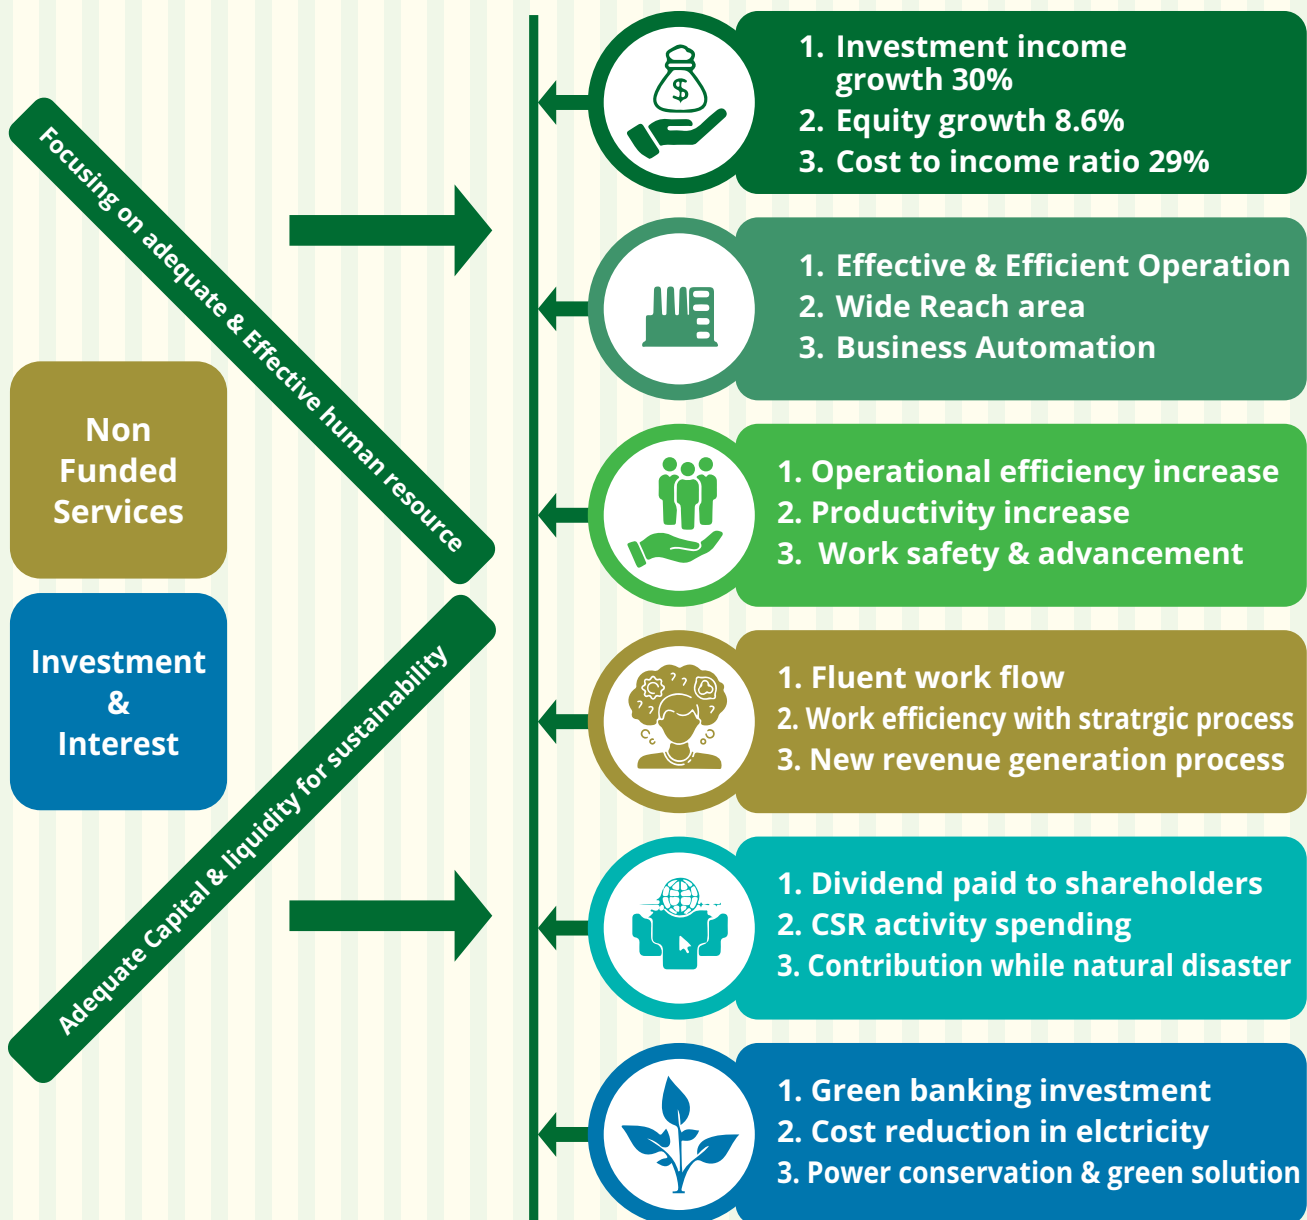 Focusing on adequate & Effective human resource
Non
Funded
Services
Investment
&
Interest
Adequate Capital & liquidity for sustainability
$
1. Investment income
growth 30%
2. Equity growth 8.6%
3. Cost to income ratio 29%
1. Effective & Efficient Operation
2. Wide Reach area
3. Business Automation
1. Operational efficiency increase
2. Productivity increase
3. Work safety & advancement
? ?
? ?
1. Fluent work flow
2. Work efficiency with stratrgic process
3. New revenue generation process
1. Dividend paid to shareholders
2. CSR activity spending
3. Contribution while natural disaster
1. Green banking investment
2. Cost reduction in elctricity
3. Power conservation & green solution